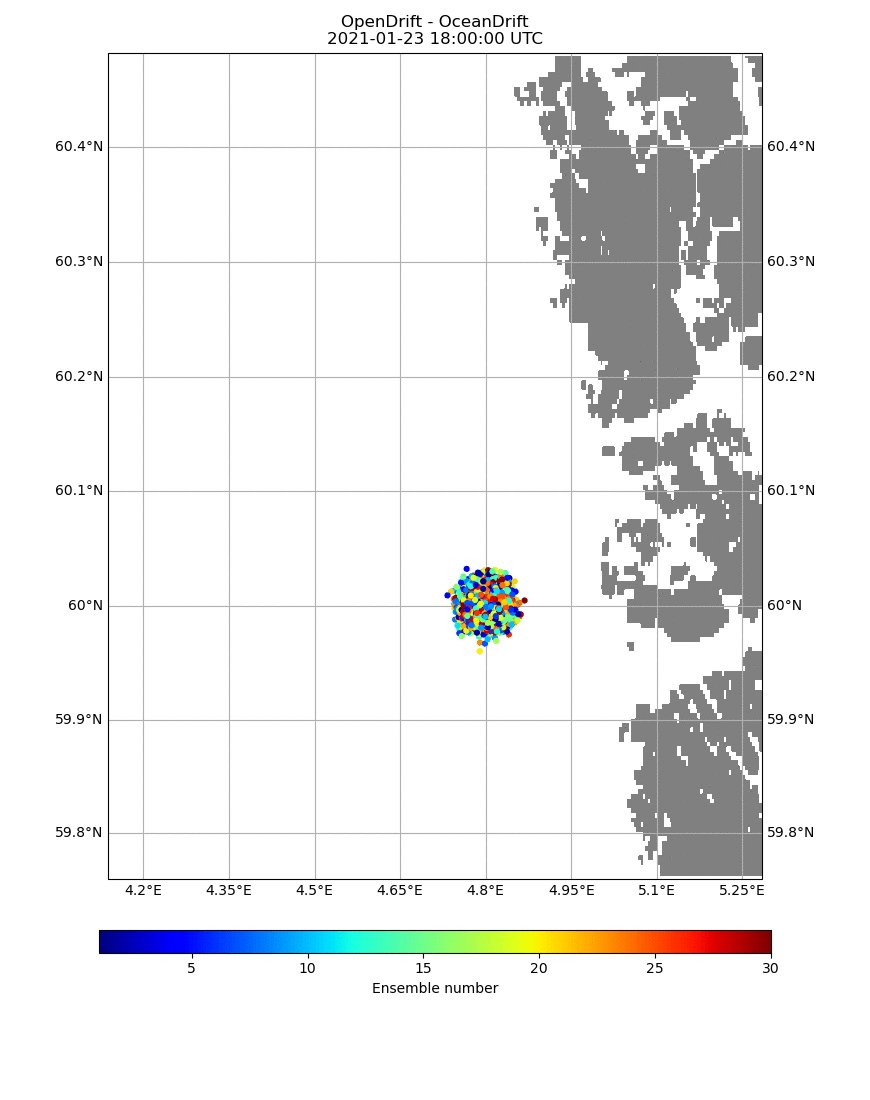 OpenDrift - OceanDrift
2021-01-23 18:00:00 UTC
60.4°N 60.4°N
60.3°N 60.3°N
60.2°N 60.2°N
60.1°N 60.1°N
60°N 60°N
59.9°N 59.9°N
59.8°N 59.8°N
4.2°E 4.35°E 4.5°E 4.65°E 4.8°E 4.95°E 5.1°E 5.25°E
5 10 15 20 25 30
Ensemble number